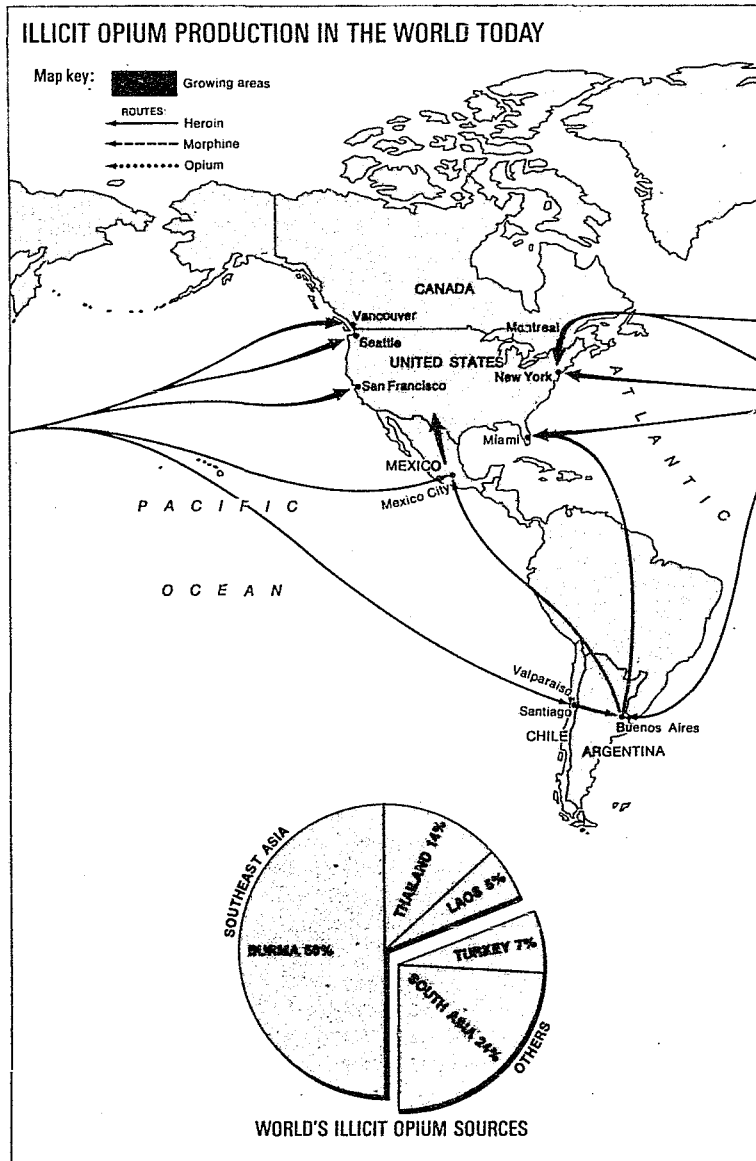 ILLICIT OPIUM PRODUCTION IN THE WORLD TODAY
Map key:
Growing areas
ROUTES:
Heroin
Morphine
Opium
CANADA
Vancouver
Montreal
Seattle
UNITED STATES
New York
San Francisco
ATLANTIC
Miami
MEXICO
Mexico City
PACIFIC
OCEAN
Valparaiso
Santiago
Buenos Aires
CHILE
ARGENTINA
SOUTHEAST ASIA
THAILAND 14%
LAOS 5%
BURMA 50%
TURKEY 7%
SOUTH ASIA 24%
OTHERS
WORLD'S ILLICIT OPIUM SOURCES